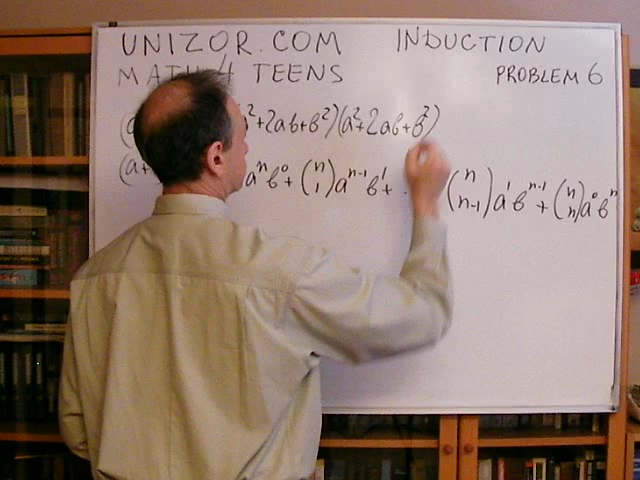 UNIZOR.COM INDUCTION
MATH 4 TEENS PROBLEM 6
²+2ab+b²)(a²+2ab+b²)
(a+ aⁿb⁰+(n 1)aⁿ⁻¹b¹+ (n n-1)a¹bⁿ⁻¹+(n n)a⁰bⁿ